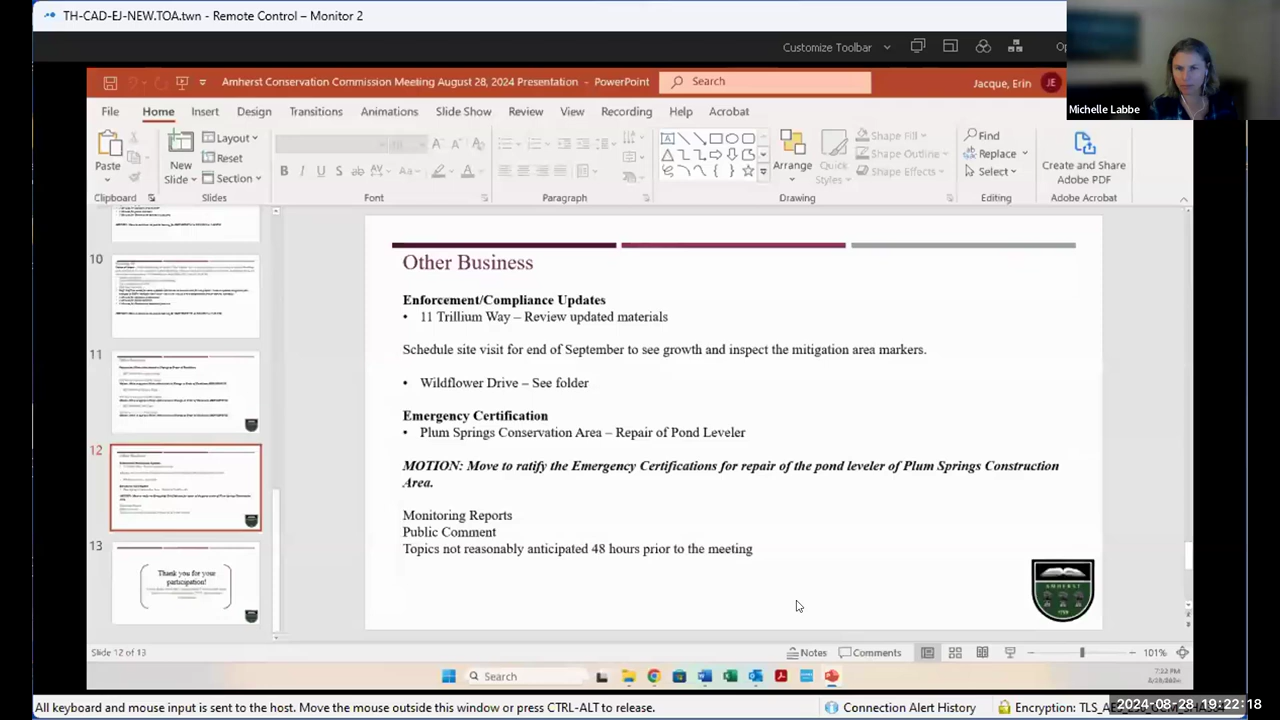 TH-CAD-EJ-NEW.TOA.twn - Remote Control – Monitor 2
Customize Toolbar
Michelle Labbe
Amherst Conservation Commission Meeting August 28, 2024 Presentation - PowerPoint
Search
Jacque, Erin
JE
File Home Insert Design Transitions Animations Slide Show Review View Recording Help Acrobat
Paste
New
Slide
Layout
Reset
Section
Shape Fill
Shape Outline
Shape Effects
Arrange
Quick
Styles
Find
Replace
Select
Create and Share
Adobe PDF
Clipboard Slides Font Paragraph Drawing Editing Adobe Acrobat
10
11
12
13
Thank you for your
participation!
Other Business
Enforcement/Compliance Updates
• 11 Trillium Way – Review updated materials
Schedule site visit for end of September to see growth and inspect the mitigation area markers.
• Wildflower Drive – See folder
Emergency Certification
• Plum Springs Conservation Area – Repair of Pond Leveler
MOTION: Move to ratify the Emergency Certifications for repair of the pond leveler of Plum Springs Construction
Area.
Monitoring Reports
Public Comment
Topics not reasonably anticipated 48 hours prior to the meeting
AMHERST
1759
Slide 12 of 13
Notes
Comments
101%
Search
7:22 PM
8/28/2024
All keyboard and mouse input is sent to the host. Move the mouse outside this window or press CTRL-ALT to release.
Connection Alert History
Encryption:
2024-08-28 19:22:18